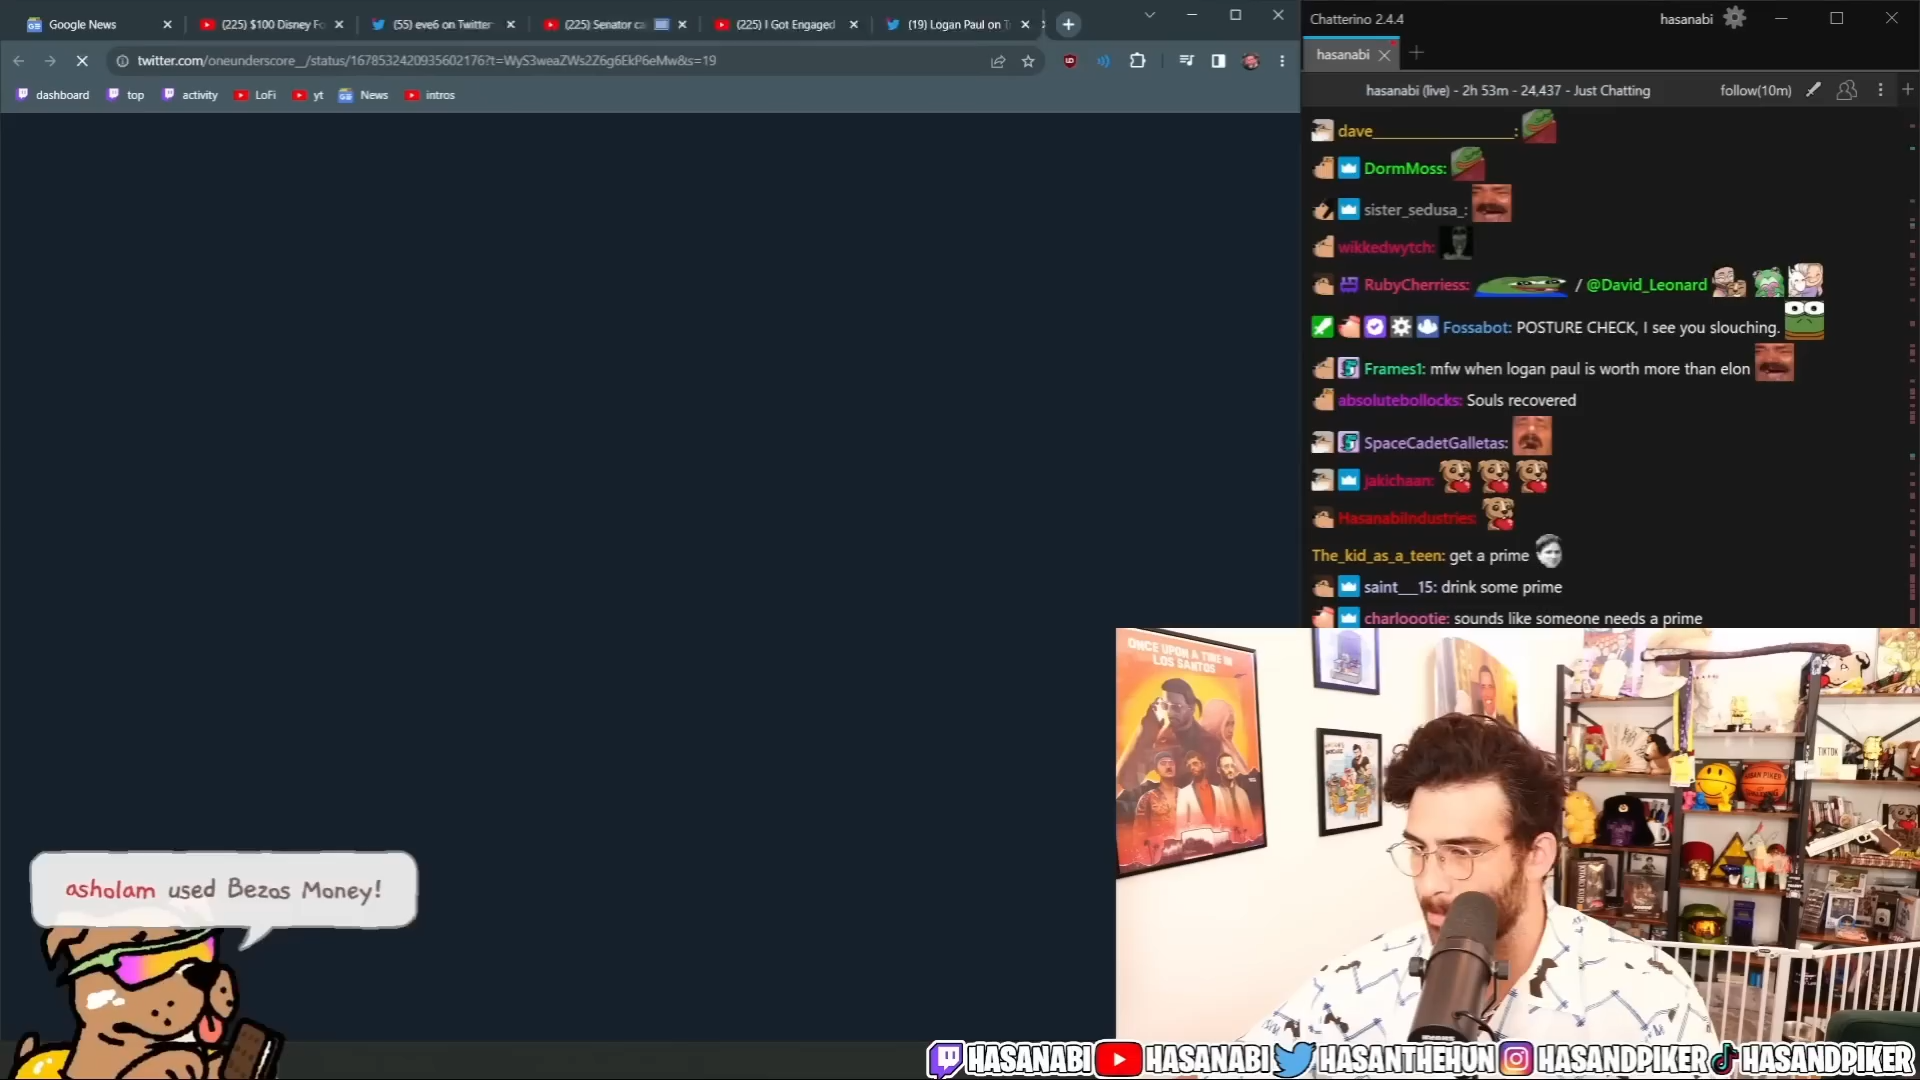 Google News
(225) $100 Disney Fo
(55) eve6 on Twitter
(225) Senator ca
(225) I Got Engaged
(19) Logan Paul on T
twitter.com/oneunderscore__/status/1678532420935602176?t=WyS3weaZWs2Z6g6EkP6eMw&s=19
dashboard
top
activity
LoFi
yt
News
intros
Chatterino 2.4.4
hasanabi
hasanabi
hasanabi (live) - 2h 53m - 24,437 - Just Chatting
follow(10m)
dave_________________:
DormMoss:
sister_sedusa_:
wikkedwytch:
RubyCherriess: / @David_Leonard
Fossabot: POSTURE CHECK, I see you slouching.
Frames1: mfw when logan paul is worth more than elon
absolutebollocks: Souls recovered
SpaceCadetGalletas:
jakichaan:
HasanabiIndustries:
The_kid_as_a_teen: get a prime
saint__15: drink some prime
charloootie: sounds like someone needs a prime
ONCE UPON A TIME IN
LOS SANTOS
TIKTOK
asholam used Bezos Money!
HASANABI
HASANABI
HASANTHEHUN
HASANDPIKER
HASANDPIKER